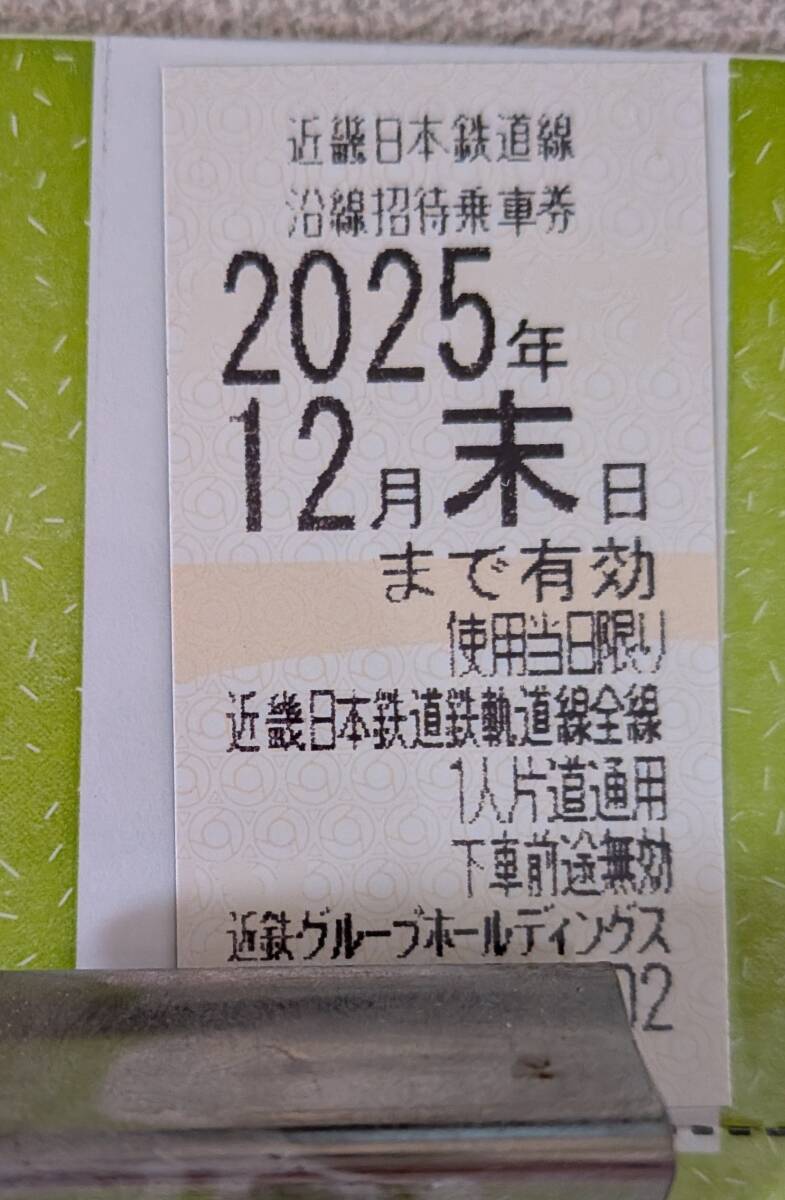 近畿日本鉄道線
沿線招待乗車券
2025年
12月末日
まで有効
使用当日限り
近畿日本鉄道鉄軌道線全線
1人片道通用
下車前途無効
近鉄グループホールディングス
02